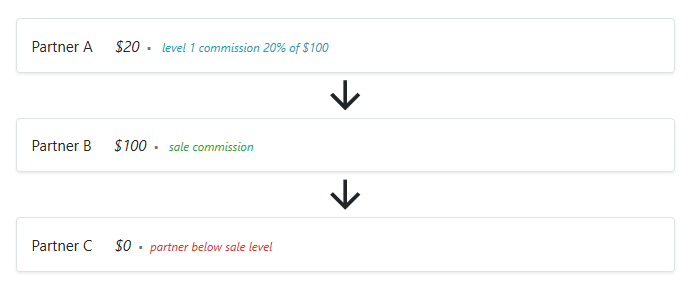 Partner A $20 • level 1 commission 20% of $100
Partner B $100 • sale commission
Partner C $0 • partner below sale level